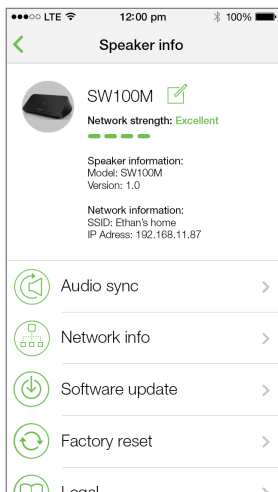 LTE 12:00 pm 100%
Speaker info
SW100M
Network strength: Excellent
Speaker information:
Model: SW100M
Version: 1.0
Network information:
SSID: Ethan's home
IP Adress: 192.168.11.87
Audio sync
Network info
Software update
Factory reset
Legal